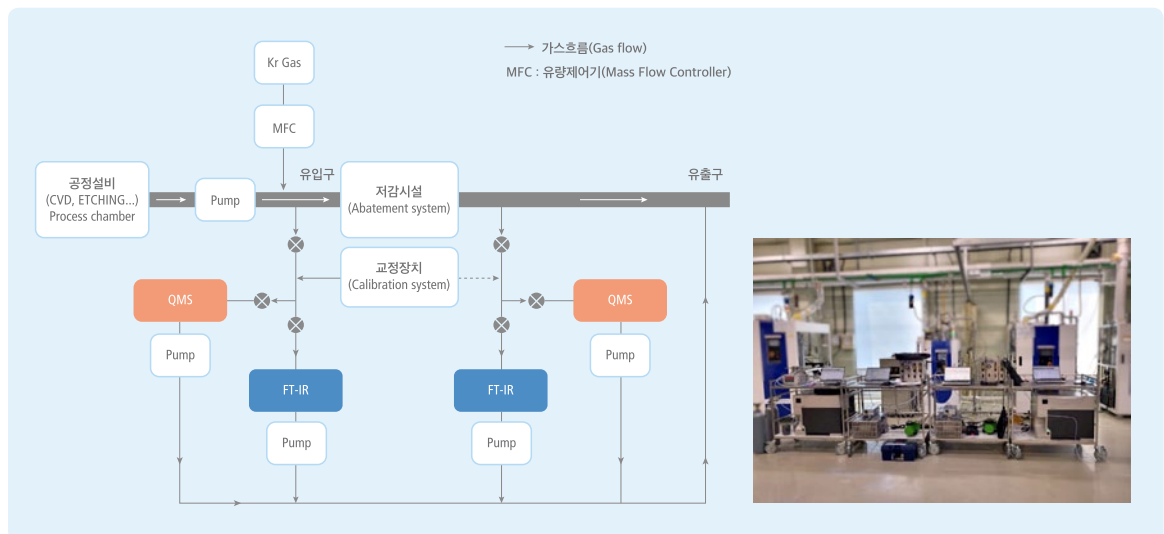 Kr Gas
가스흐름(Gas flow)
MFC : 유량제어기(Mass Flow Controller)
MFC
공정설비
(CVD, ETCHING...)
Process chamber
Pump
유입구
저감시설
(Abatement system)
유출구
교정장치
(Calibration system)
QMS
QMS
Pump
Pump
FT-IR
FT-IR
Pump
Pump